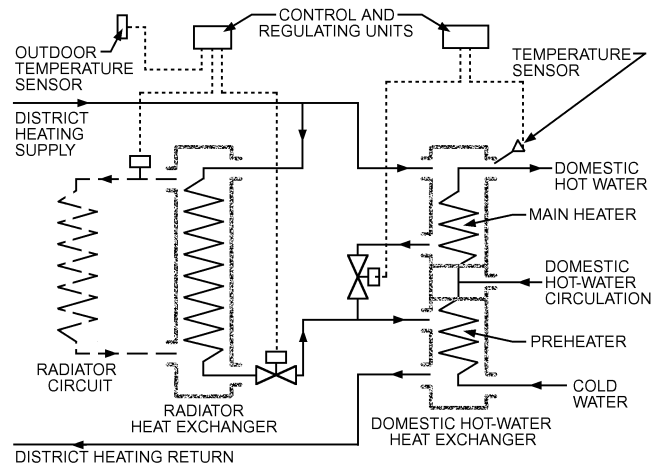 CONTROL AND
REGULATING UNITS
OUTDOOR
TEMPERATURE
SENSOR
TEMPERATURE
SENSOR
DISTRICT
HEATING
SUPPLY
DOMESTIC
HOT WATER
MAIN HEATER
DOMESTIC
HOT-WATER
CIRCULATION
PREHEATER
RADIATOR
CIRCUIT
COLD
WATER
RADIATOR
HEAT EXCHANGER
DOMESTIC HOT-WATER
HEAT EXCHANGER
DISTRICT HEATING RETURN